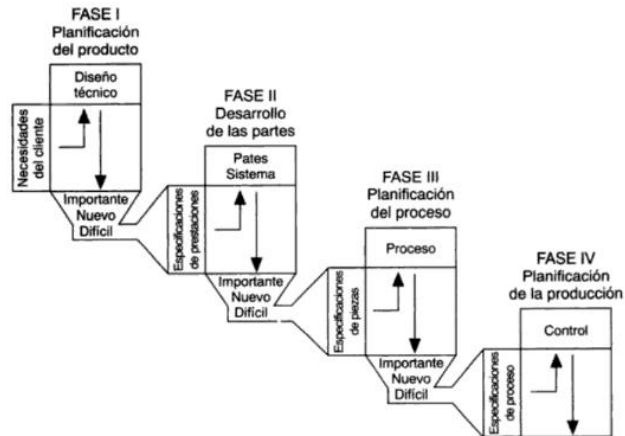 FASE I
Planificación
del producto
Diseño
técnico
Necesidades
del cliente
Importante
Nuevo
Difícil
FASE II
Desarrollo
de las partes
Pates
Sistema
Especificaciones
de prestaciones
Importante
Nuevo
Difícil
FASE III
Planificación
del proceso
Proceso
Especificaciones
de piezas
Importante
Nuevo
Difícil
FASE IV
Planificación
de la producción
Control
Especificaciones
de proceso